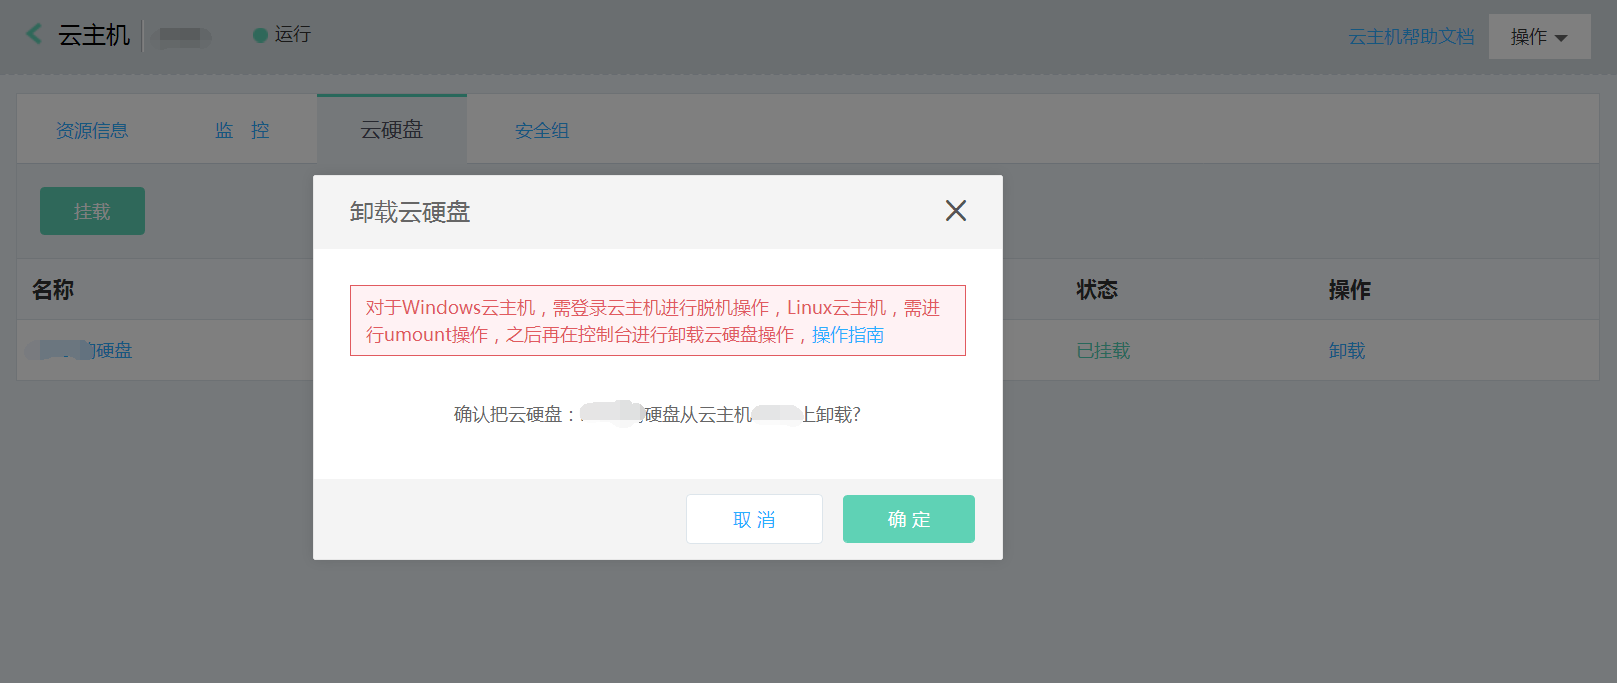 云主机
运行
云主机帮助文档
操作
资源信息
监 控
云硬盘
安全组
挂载
卸载云硬盘
对于Windows云主机，需登录云主机进行脱机操作，Linux云主机，需进
行umount操作，之后再在控制台进行卸载云硬盘操作，操作指南
名称
状态
操作
硬盘
已挂载
卸载
确认把云硬盘：硬盘从云主机上卸载?
取 消
确 定